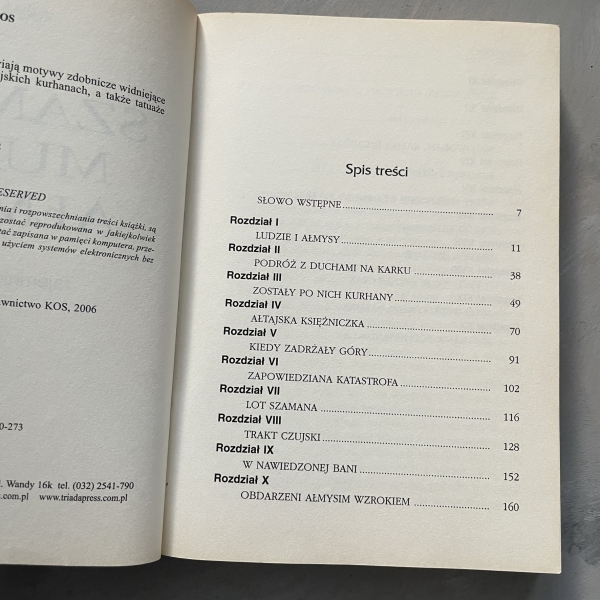 OS
iają motywy zdobnicze widniejące
jskich kurhanach, a także tatuaże
ESERVED
nia i rozpowszechniania treści książki, są
zostać reprodukowana w jakiejkolwiek
tać zapisana w pamięci komputera, prze-
użyciem systemów elektronicznych bez
wnictwo KOS, 2006
0-273
l. Wandy 16k tel. (032) 2541-790
s.com.pl www.triadapress.com.pl
Spis treści
SŁOWO WSTĘPNE 7
Rozdział I
LUDZIE I AŁMYSY 11
Rozdział II
PODRÓŻ Z DUCHAMI NA KARKU 38
Rozdział III
ZOSTAŁY PO NICH KURHANY 49
Rozdział IV
AŁTAJSKA KSIĘŻNICZKA 70
Rozdział V
KIEDY ZADRŻAŁY GÓRY 91
Rozdział VI
ZAPOWIEDZIANA KATASTROFA 102
Rozdział VII
LOT SZAMANA 116
Rozdział VIII
TRAKT CZUJSKI 128
Rozdział IX
W NAWIEDZONEJ BANI 152
Rozdział X
OBDARZENI AŁMYSIM WZROKIEM 160